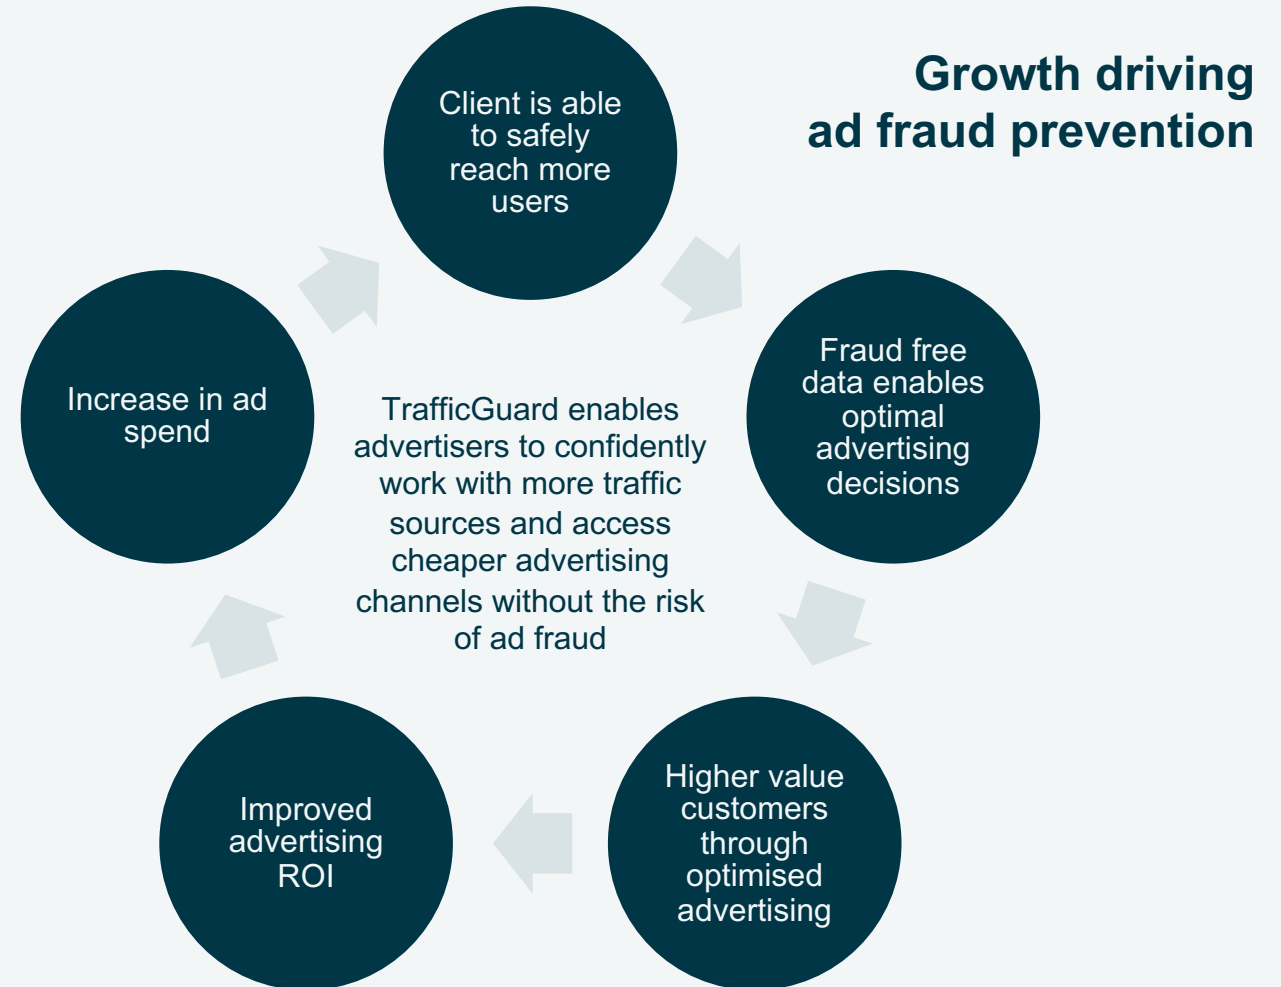 Growth driving
ad fraud prevention
Client is able
to safely
reach more
users
Fraud free
data enables
optimal
advertising
decisions
Higher value
customers
through
optimised
advertising
Improved
advertising
ROI
Increase in ad
spend
TrafficGuard enables
advertisers to confidently
work with more traffic
sources and access
cheaper advertising
channels without the risk
of ad fraud